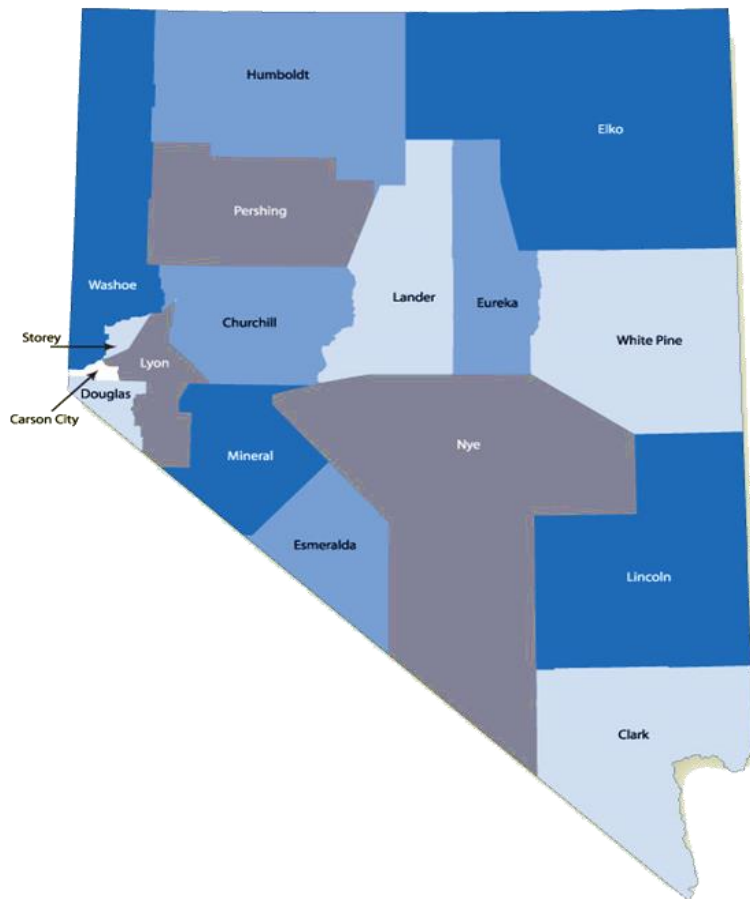 Humboldt
Elko
Pershing
Washoe
Lander
Eureka
Churchill
Storey
White Pine
Lyon
Douglas
Carson City
Nye
Mineral
Esmeralda
Lincoln
Clark